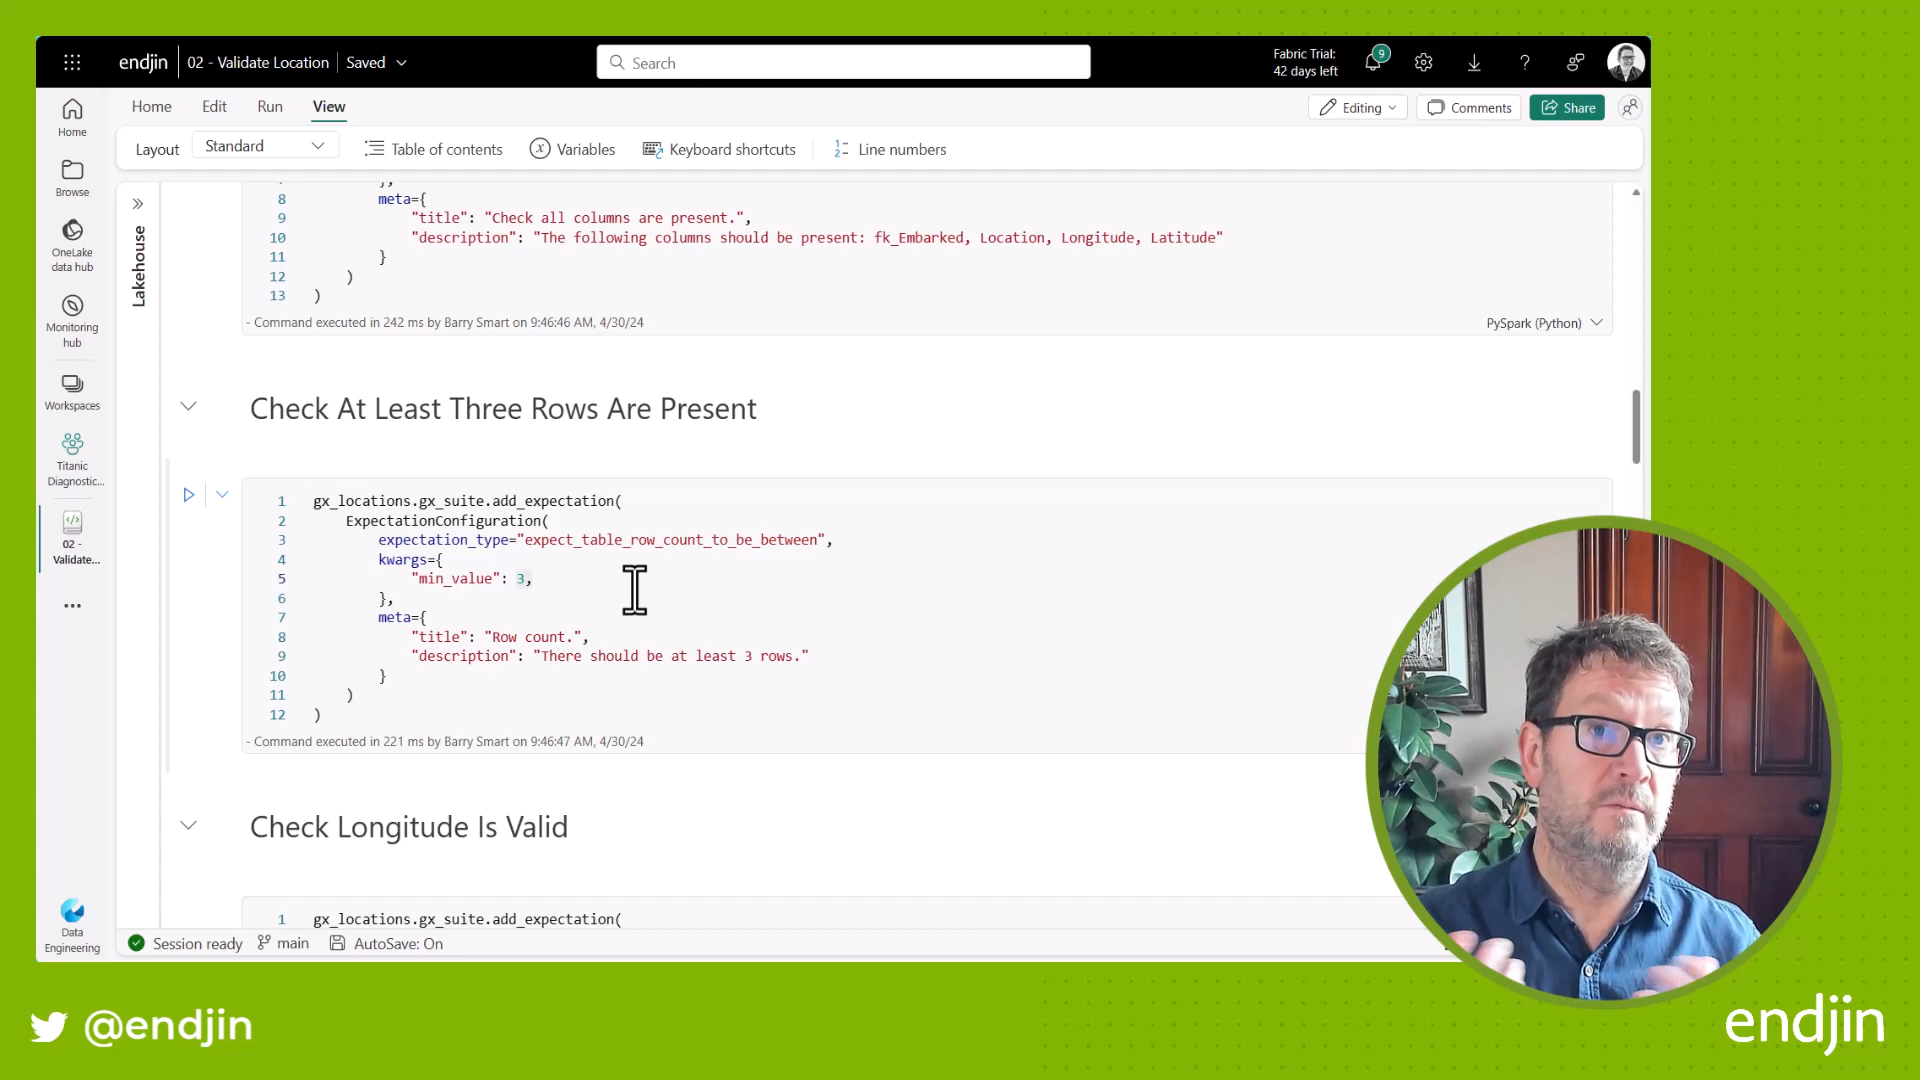 endjin
02 - Validate Location
Saved
Search
Fabric Trial:
42 days left
9
?
Home
Edit
Run
View
Editing
Comments
Share
Layout
Standard
Table of contents
Variables
Keyboard shortcuts
Line numbers
Home
Browse
OneLake
data hub
Monitoring
hub
Workspaces
Titanic
Diagnostic...
02 -
Validate...
Data
Engineering
Lakehouse
8 meta={
9 "title": "Check all columns are present.",
10 "description": "The following columns should be present: fk_Embarked, Location, Longitude, Latitude"
11 }
12 )
13 )
- Command executed in 242 ms by Barry Smart on 9:46:46 AM, 4/30/24
PySpark (Python)
Check At Least Three Rows Are Present
1 gx_locations.gx_suite.add_expectation(
2 ExpectationConfiguration(
3 expectation_type="expect_table_row_count_to_be_between",
4 kwargs={
5 "min_value": 3,
6 },
7 meta={
8 "title": "Row count.",
9 "description": "There should be at least 3 rows."
10 }
11 )
12 )
- Command executed in 221 ms by Barry Smart on 9:46:47 AM, 4/30/24
Check Longitude Is Valid
1 gx_locations.gx_suite.add_expectation(
Session ready
main
AutoSave: On
@endjin
endjin